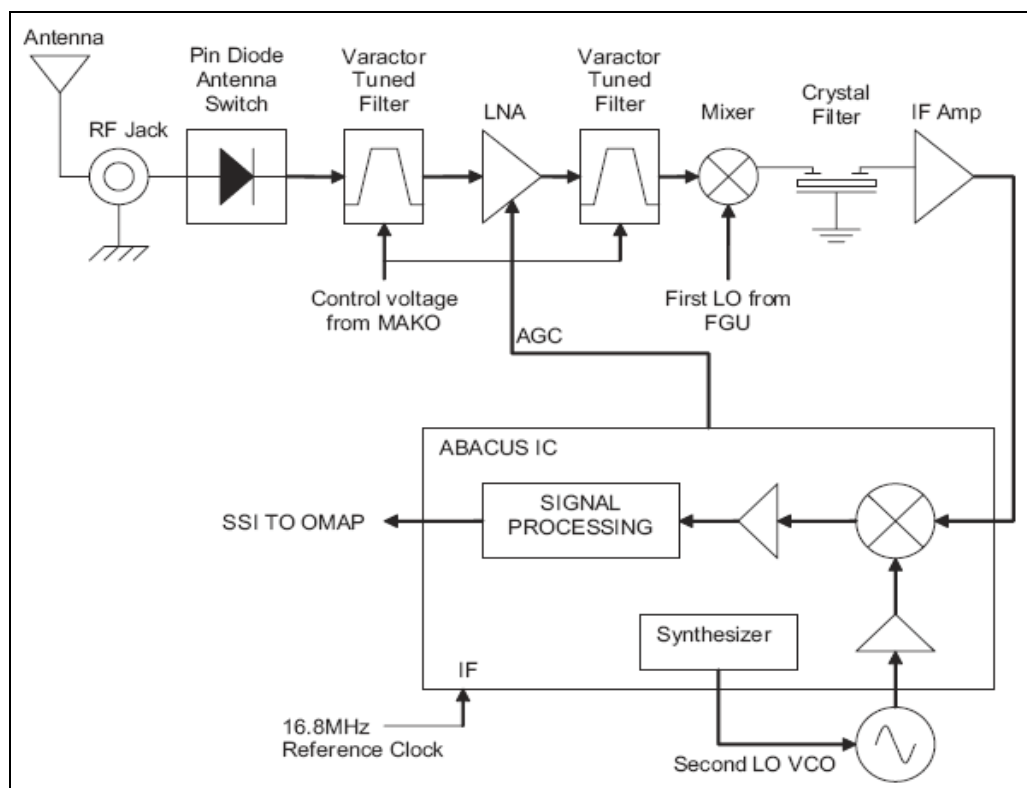 Antenna
RF Jack
Pin Diode
Antenna
Switch
Varactor
Tuned
Filter
LNA
Varactor
Tuned
Filter
Mixer
Crystal
Filter
IF Amp
Control voltage
from MAKO
First LO from
FGU
AGC
ABACUS IC
SIGNAL
PROCESSING
SSI TO OMAP
Synthesizer
IF
16.8MHz
Reference Clock
Second LO VCO